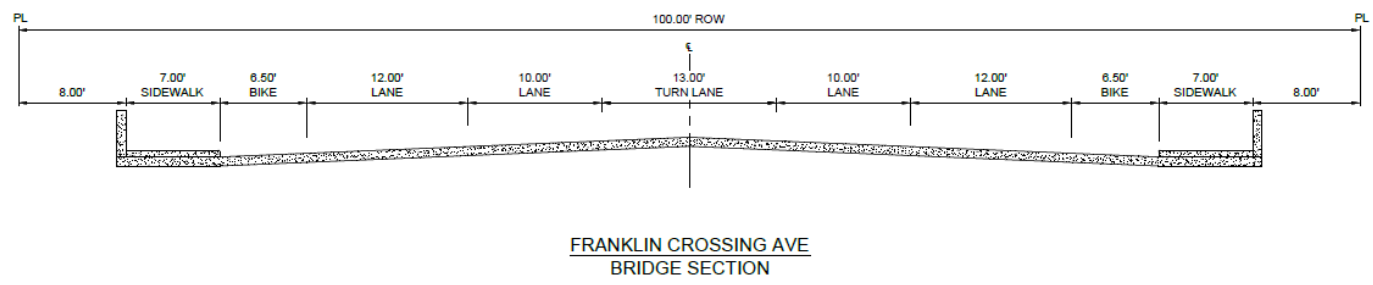 PL 100.00' ROW PL
℄
8.00'
7.00'
SIDEWALK
6.50'
BIKE
12.00'
LANE
10.00'
LANE
13.00'
TURN LANE
10.00'
LANE
12.00'
LANE
6.50'
BIKE
7.00'
SIDEWALK
8.00'
FRANKLIN CROSSING AVE
BRIDGE SECTION